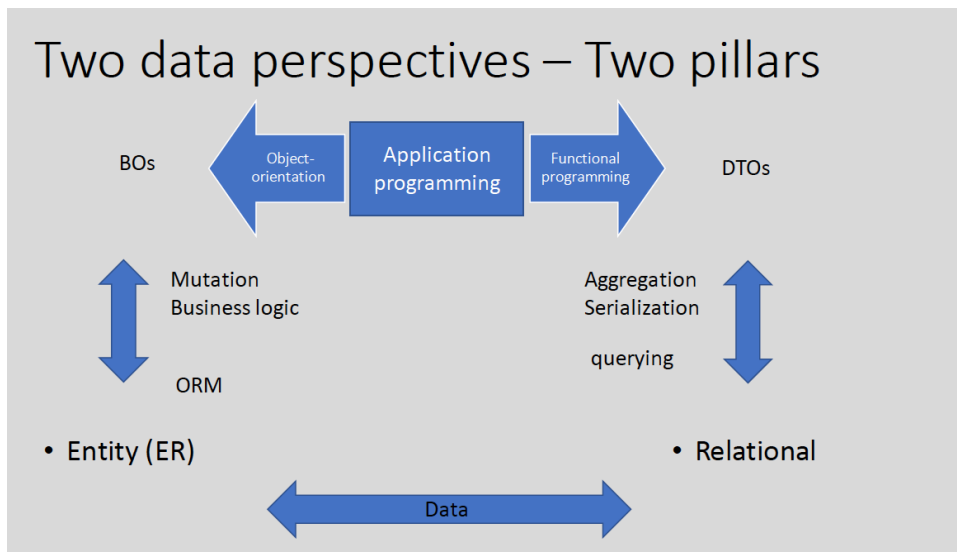 Two data perspectives – Two pillars
BOs
Object-
orientation
Application
programming
Functional
programming
DTOs
Mutation
Business logic
ORM
Aggregation
Serialization
querying
• Entity (ER)
• Relational
Data